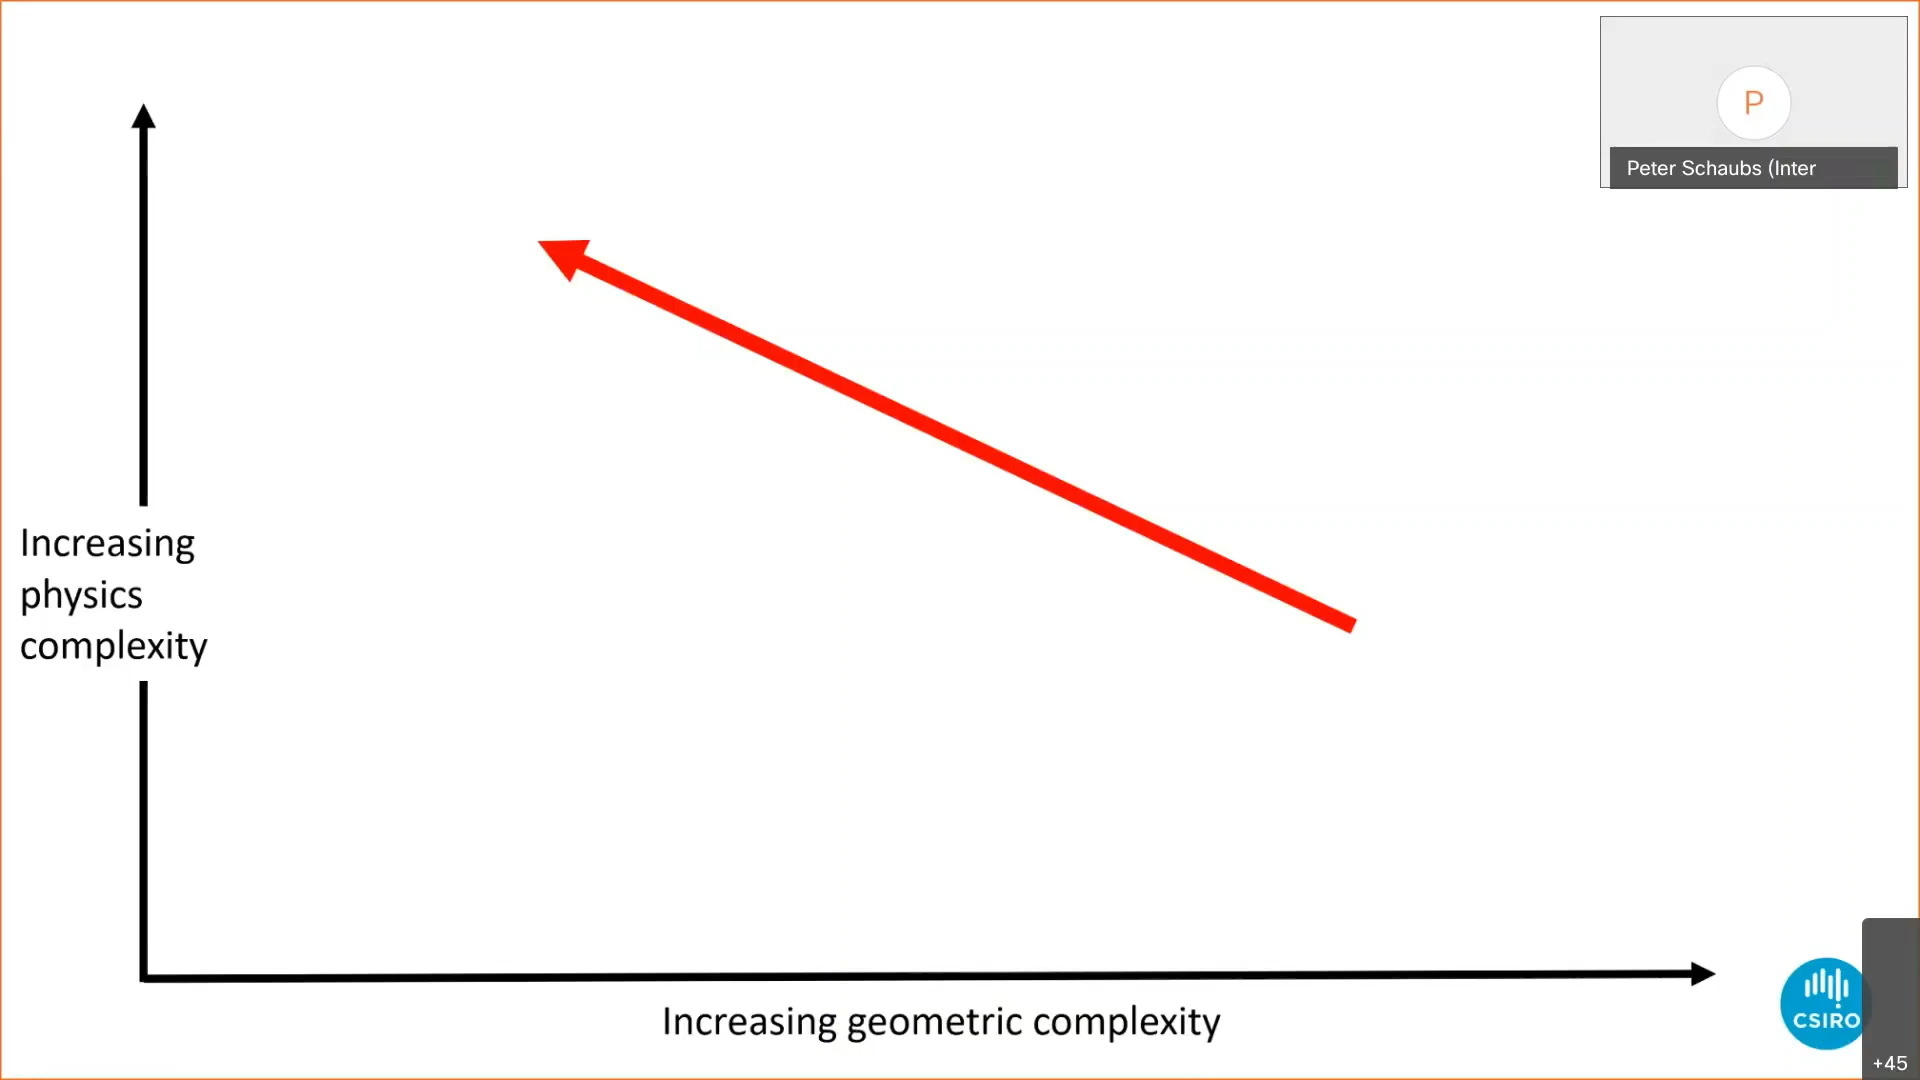 P
Peter Schaubs (Inter
Increasing
physics
complexity
Increasing geometric complexity
CSIRO
+45